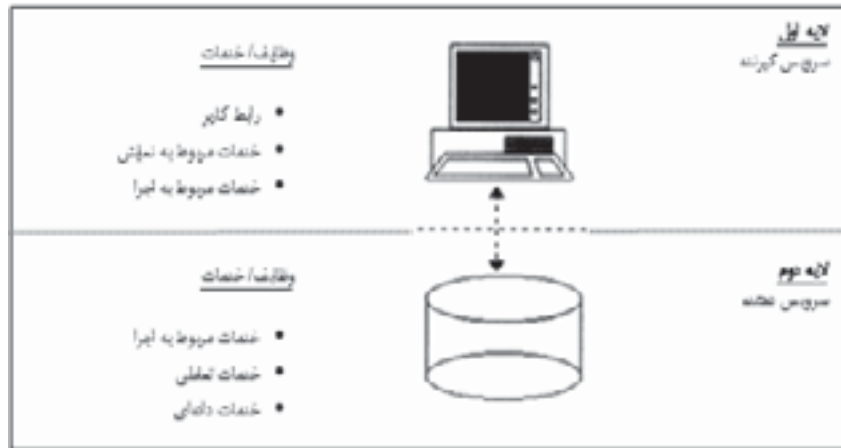 لایه اول
سرویس گیرنده
وظایف/ خدمات
• رابط کاربر
• خدمات مربوط به نمایش
• خدمات مربوط به اجرا
لایه دوم
سرویس دهنده
وظایف/ خدمات
• خدمات مربوط به اجرا
• خدمات تعاملی
• خدمات داده‌ای